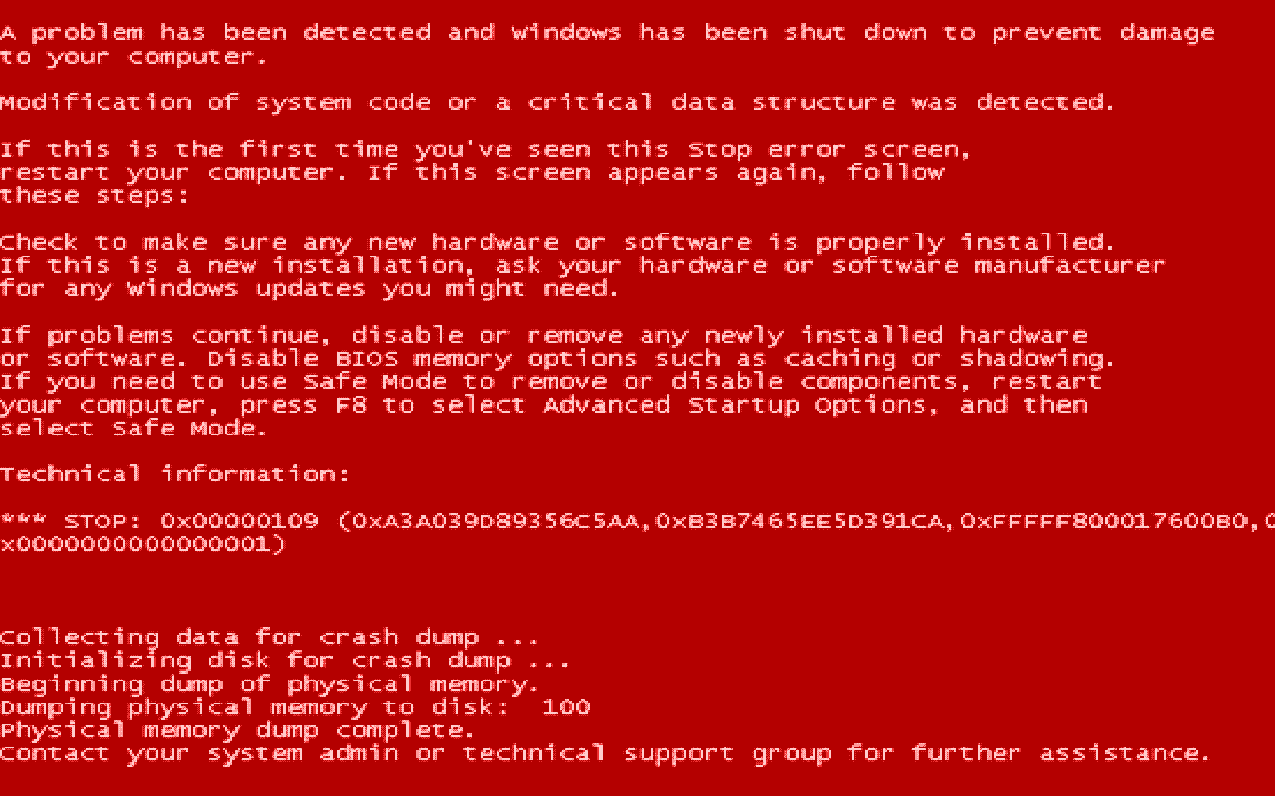 A problem has been detected and Windows has been shut down to prevent damage
to your computer.
Modification of system code or a critical data structure was detected.
If this is the first time you've seen this Stop error screen,
restart your computer. If this screen appears again, follow
these steps:
Check to make sure any new hardware or software is properly installed.
If this is a new installation, ask your hardware or software manufacturer
for any Windows updates you might need.
If problems continue, disable or remove any newly installed hardware
or software. Disable BIOS memory options such as caching or shadowing.
If you need to use Safe Mode to remove or disable components, restart
your computer, press F8 to select Advanced Startup Options, and then
select Safe Mode.
Technical information:
*** STOP: 0x00000109 (0xA3A039D89356C5AA,0xB3B7465EE5D391CA,0xFFFFF800017600B0,0
x0000000000000001)
Collecting data for crash dump ...
Initializing disk for crash dump ...
Beginning dump of physical memory.
Dumping physical memory to disk:  100
Physical memory dump complete.
Contact your system admin or technical support group for further assistance.